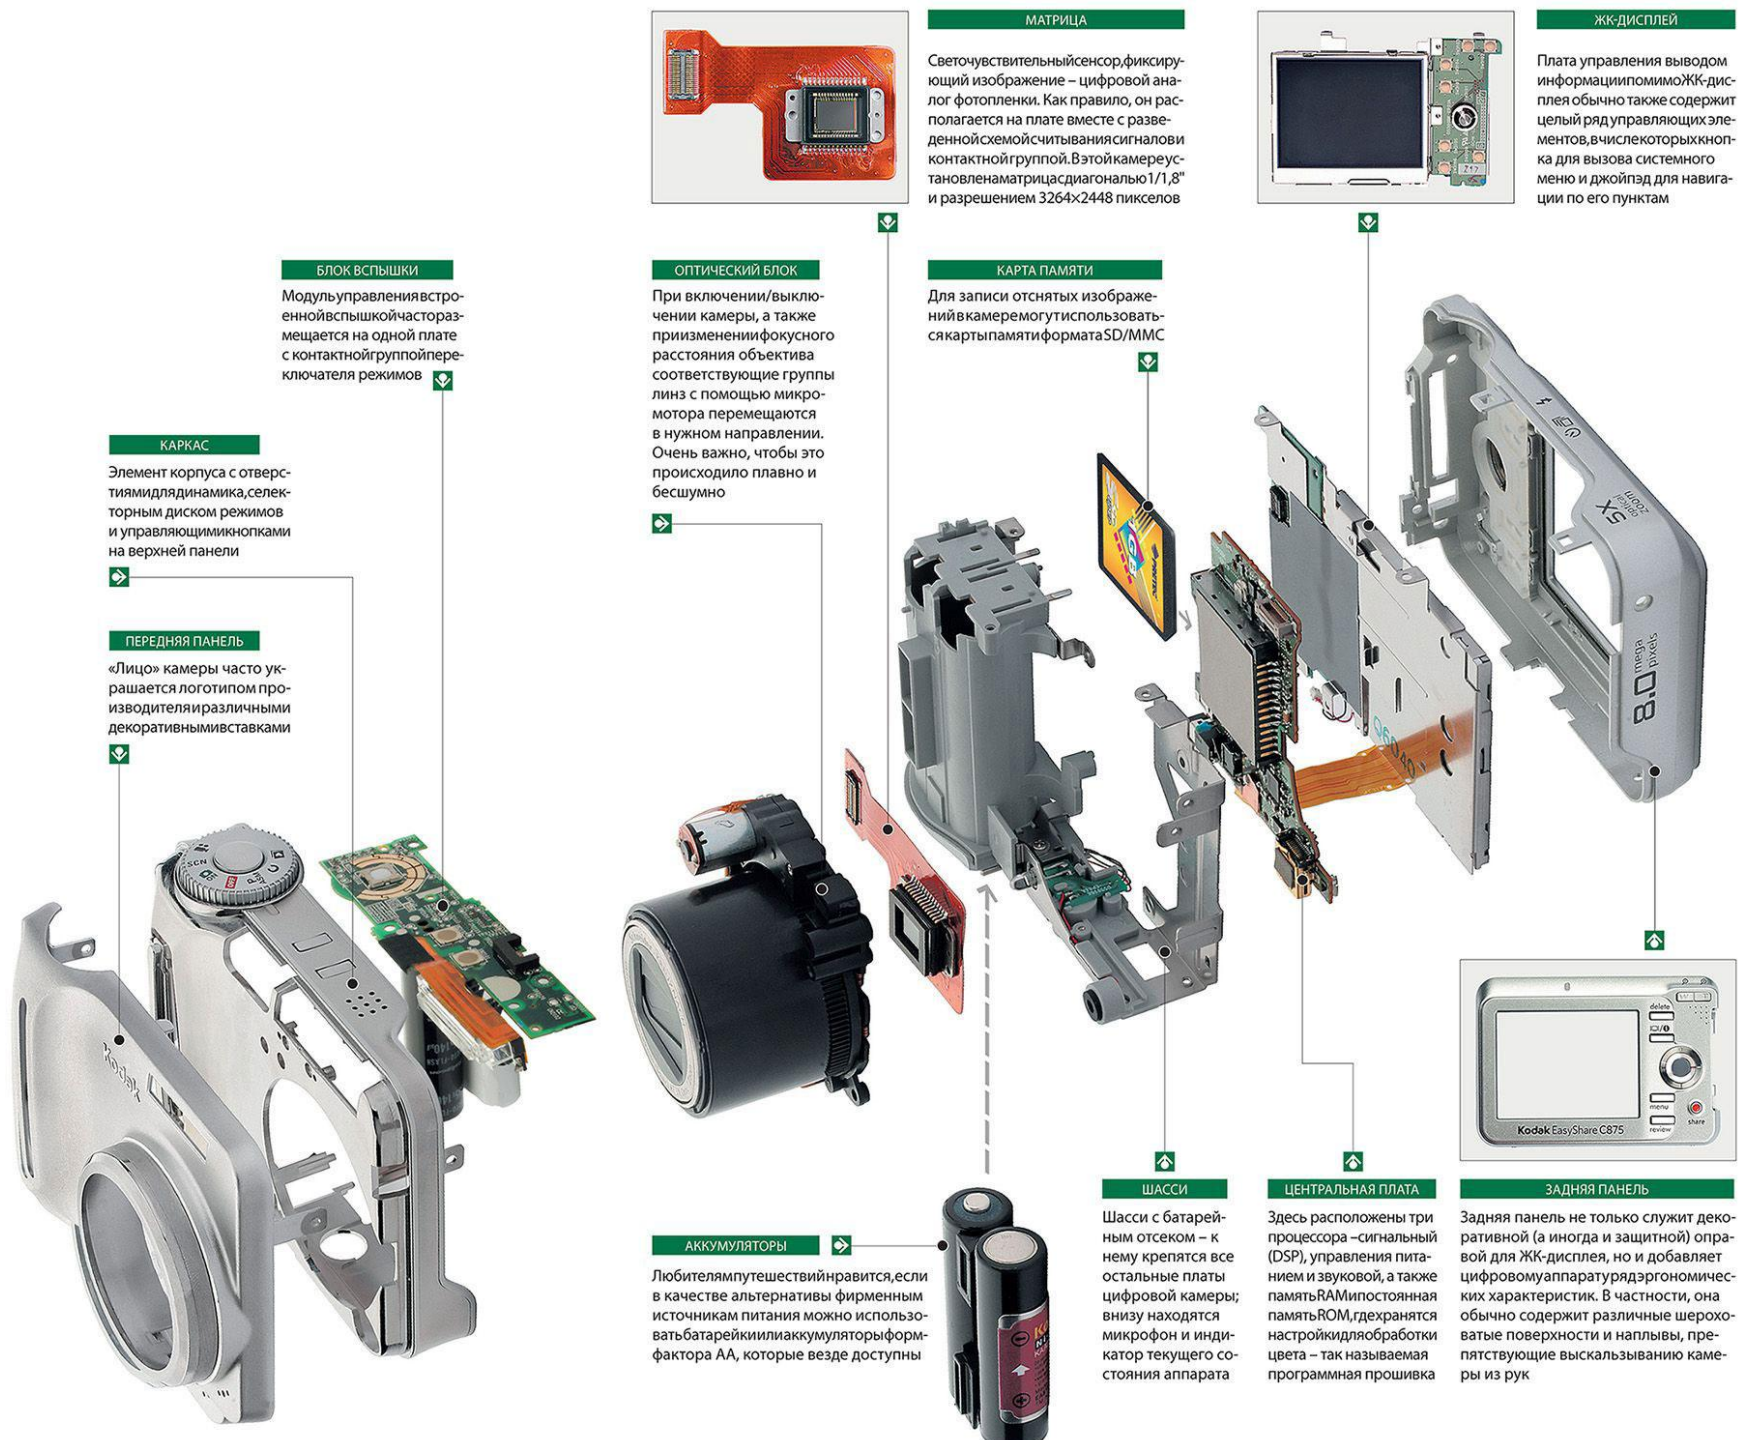 МАТРИЦА
Светочувствительныйсенсор,фиксиру-
ющий изображение – цифровой ана-
лог фотопленки. Как правило, он рас-
полагается на плате вместе с разве-
деннойсхемойсчитываниясигналови
контактнойгруппой.Вэтойкамереус-
тановленаматрицасдиагональю1/1,8"
и разрешением 3264×2448 пикселов
ЖК-ДИСПЛЕЙ
Плата управления выводом
информациипомимоЖК-дис-
плея обычно также содержит
целый ряд управляющих эле-
ментов,вчислекоторыхкноп-
ка для вызова системного
меню и джойпэд для навига-
ции по его пунктам
Z17
БЛОК ВСПЫШКИ
Модульуправлениявстро-
еннойвспышкойчастораз-
мещается на одной плате
с контактнойгруппойпере-
ключателя режимов
ОПТИЧЕСКИЙ БЛОК
При включении/выклю-
чении камеры, а также
приизменениифокусного
расстояния объектива
соответствующие группы
линз с помощью микро-
мотора перемещаются
в нужном направлении.
Очень важно, чтобы это
происходило плавно и
бесшумно
КАРТА ПАМЯТИ
Для записи отснятых изображе-
нийвкамеремогутиспользовать-
сякартыпамятиформатаSD/MMC
КАРКАС
Элемент корпуса с отверс-
тиямидлядинамика,селек-
торным диском режимов
и управляющимикнопками
на верхней панели
ПЕРЕДНЯЯ ПАНЕЛЬ
«Лицо» камеры часто ук-
рашается логотипом про-
изводителяиразличными
декоративнымивставками
5X
optical
zoom
8.0 mega
pixels
PRETEC
Q6040
SCN
OFF
Kodak
delete
menu
review
share
Kodak EasyShare C875
АККУМУЛЯТОРЫ
Любителямпутешествийнравится,если
в качестве альтернативы фирменным
источникам питания можно использо-
ватьбатарейкиилиаккумуляторыформ-
фактора АА, которые везде доступны
ШАССИ
Шасси с батарей-
ным отсеком – к
нему крепятся все
остальные платы
цифровой камеры;
внизу находятся
микрофон и инди-
катор текущего со-
стояния аппарата
ЦЕНТРАЛЬНАЯ ПЛАТА
Здесь расположены три
процессора –сигнальный
(DSP), управления пита-
нием и звуковой, а также
памятьRAMипостоянная
памятьROM,гдехранятся
настройкидляобработки
цвета – так называемая
программная прошивка
ЗАДНЯЯ ПАНЕЛЬ
Задняя панель не только служит деко-
ративной (а иногда и защитной) опра-
вой для ЖК-дисплея, но и добавляет
цифровомуаппаратурядэргономичес-
ких характеристик. В частности, она
обычно содержит различные шерохо-
ватые поверхности и наплывы, пре-
пятствующие выскальзыванию каме-
ры из рук